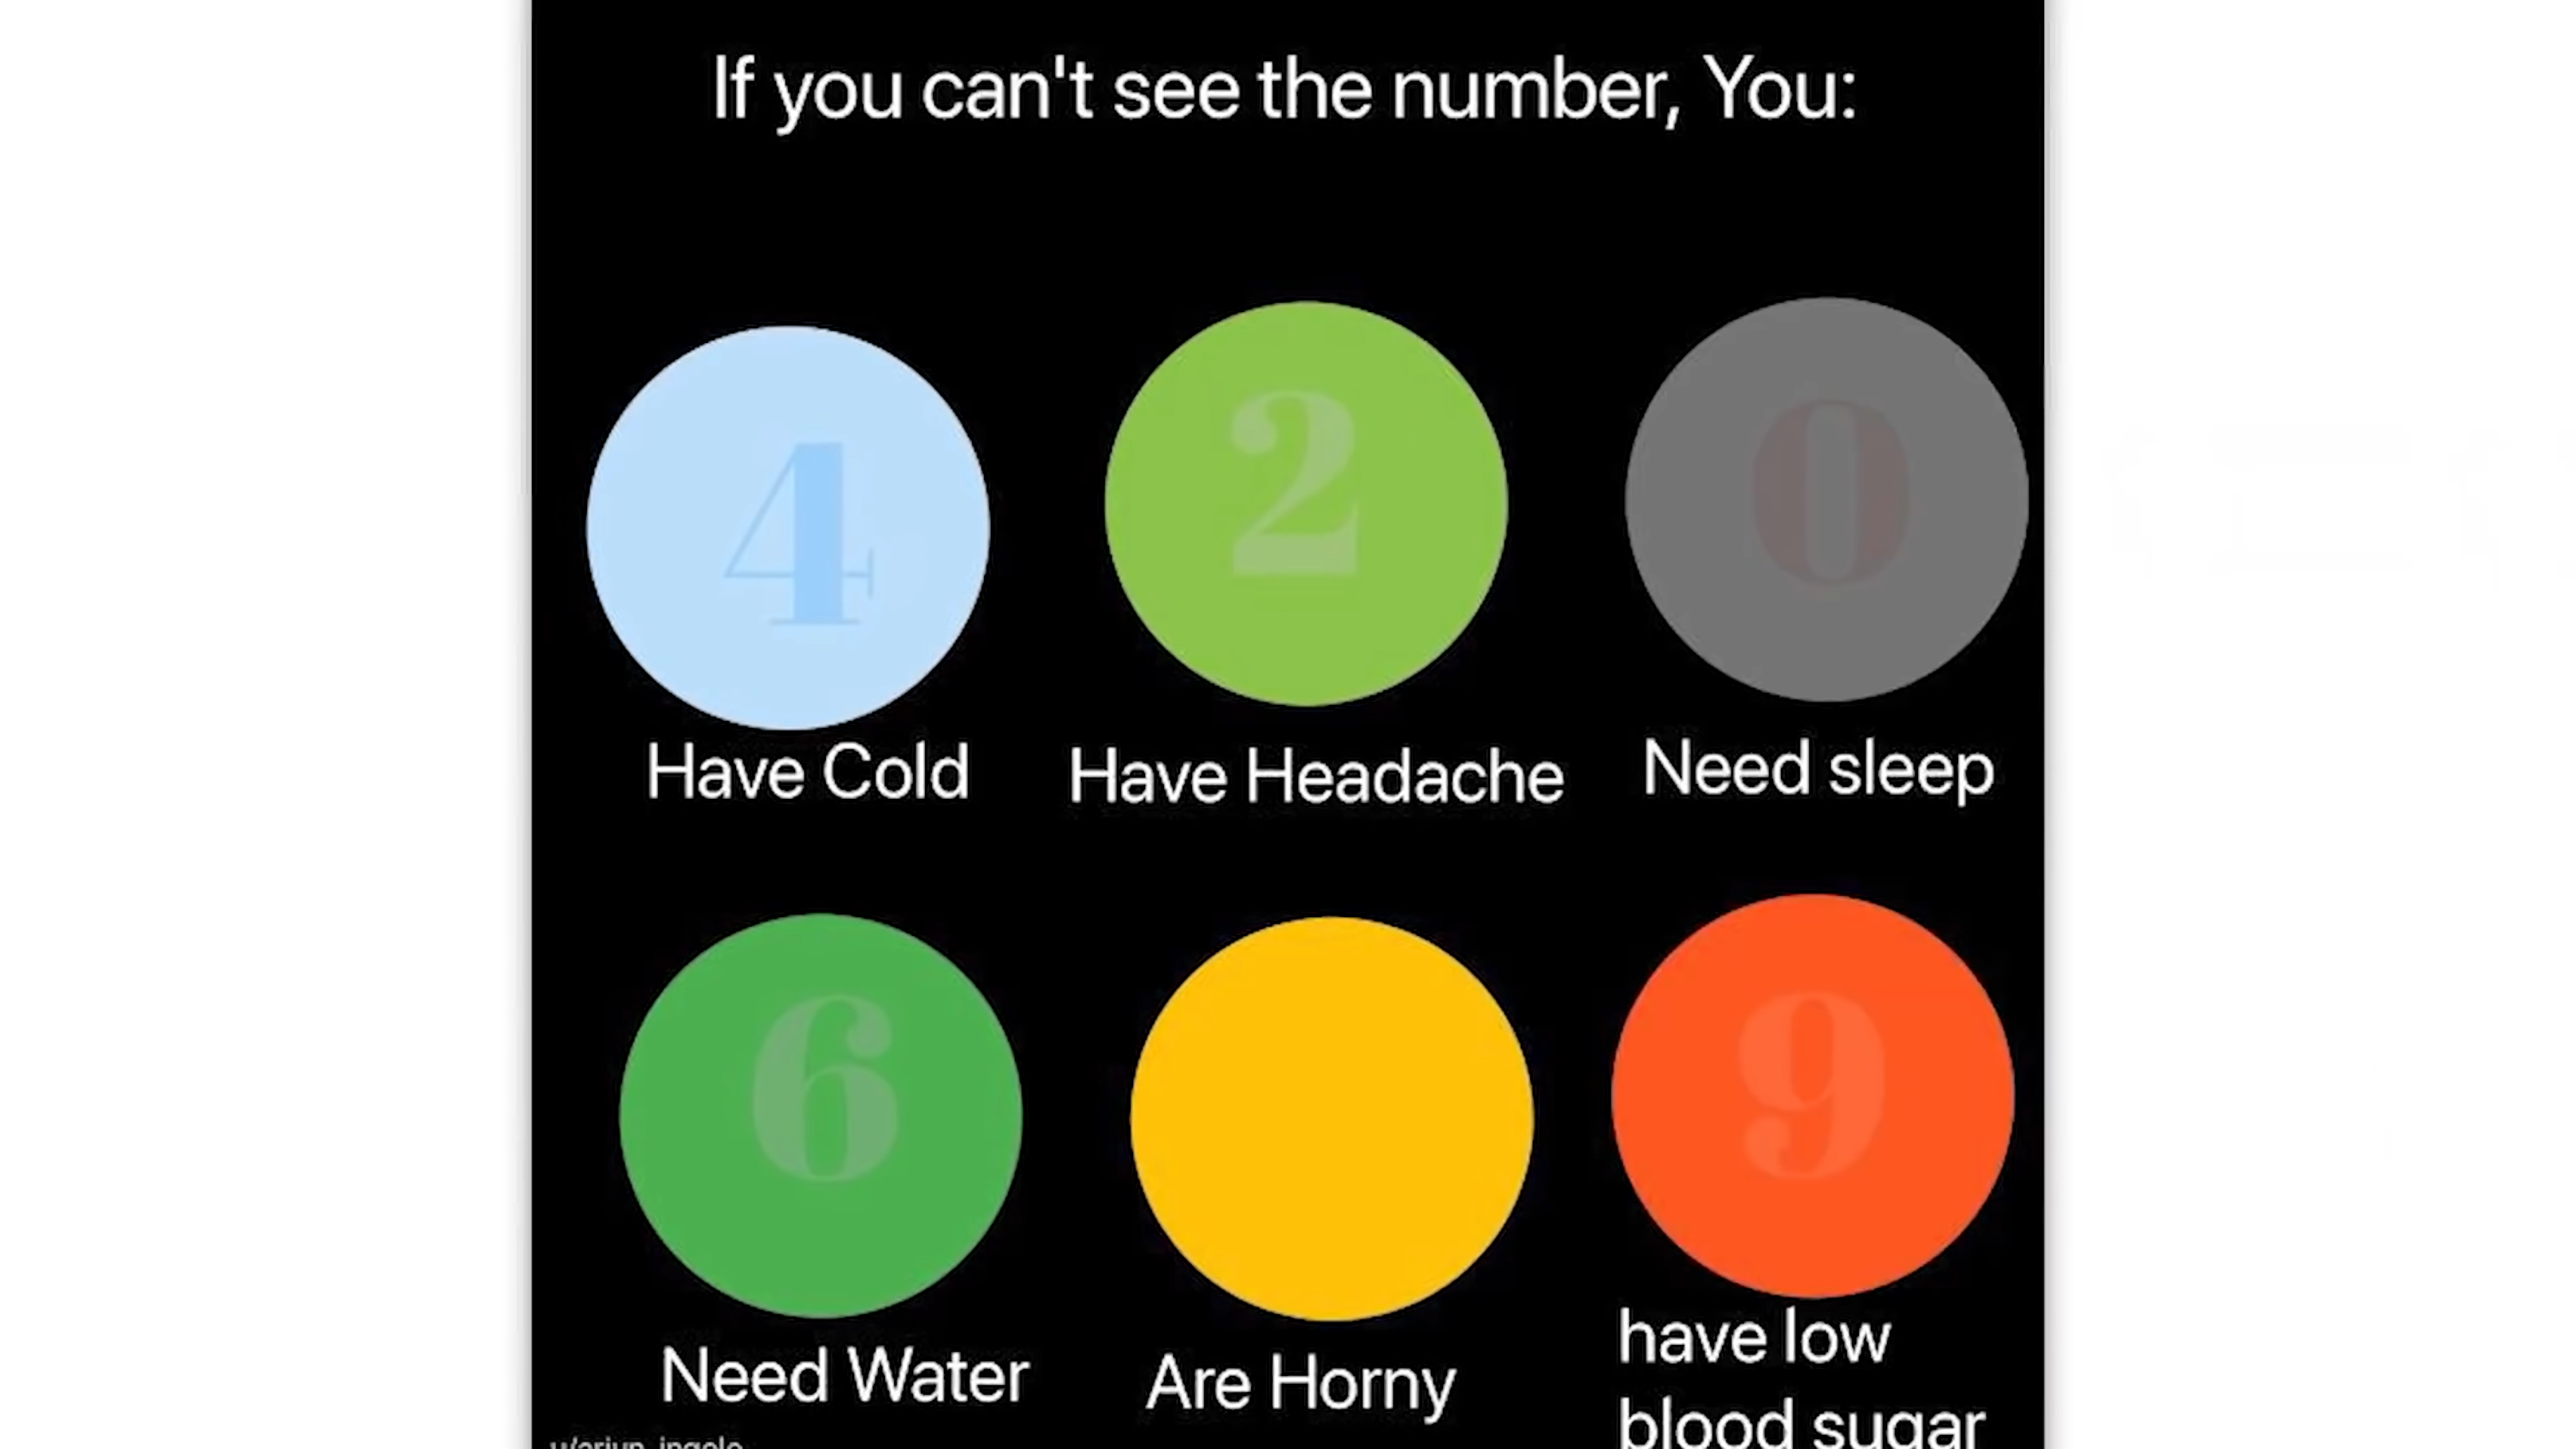 If you can't see the number, You:
4
2
0
Have Cold
Have Headache
Need sleep
6
9
Need Water
Are Horny
have low
blood sugar